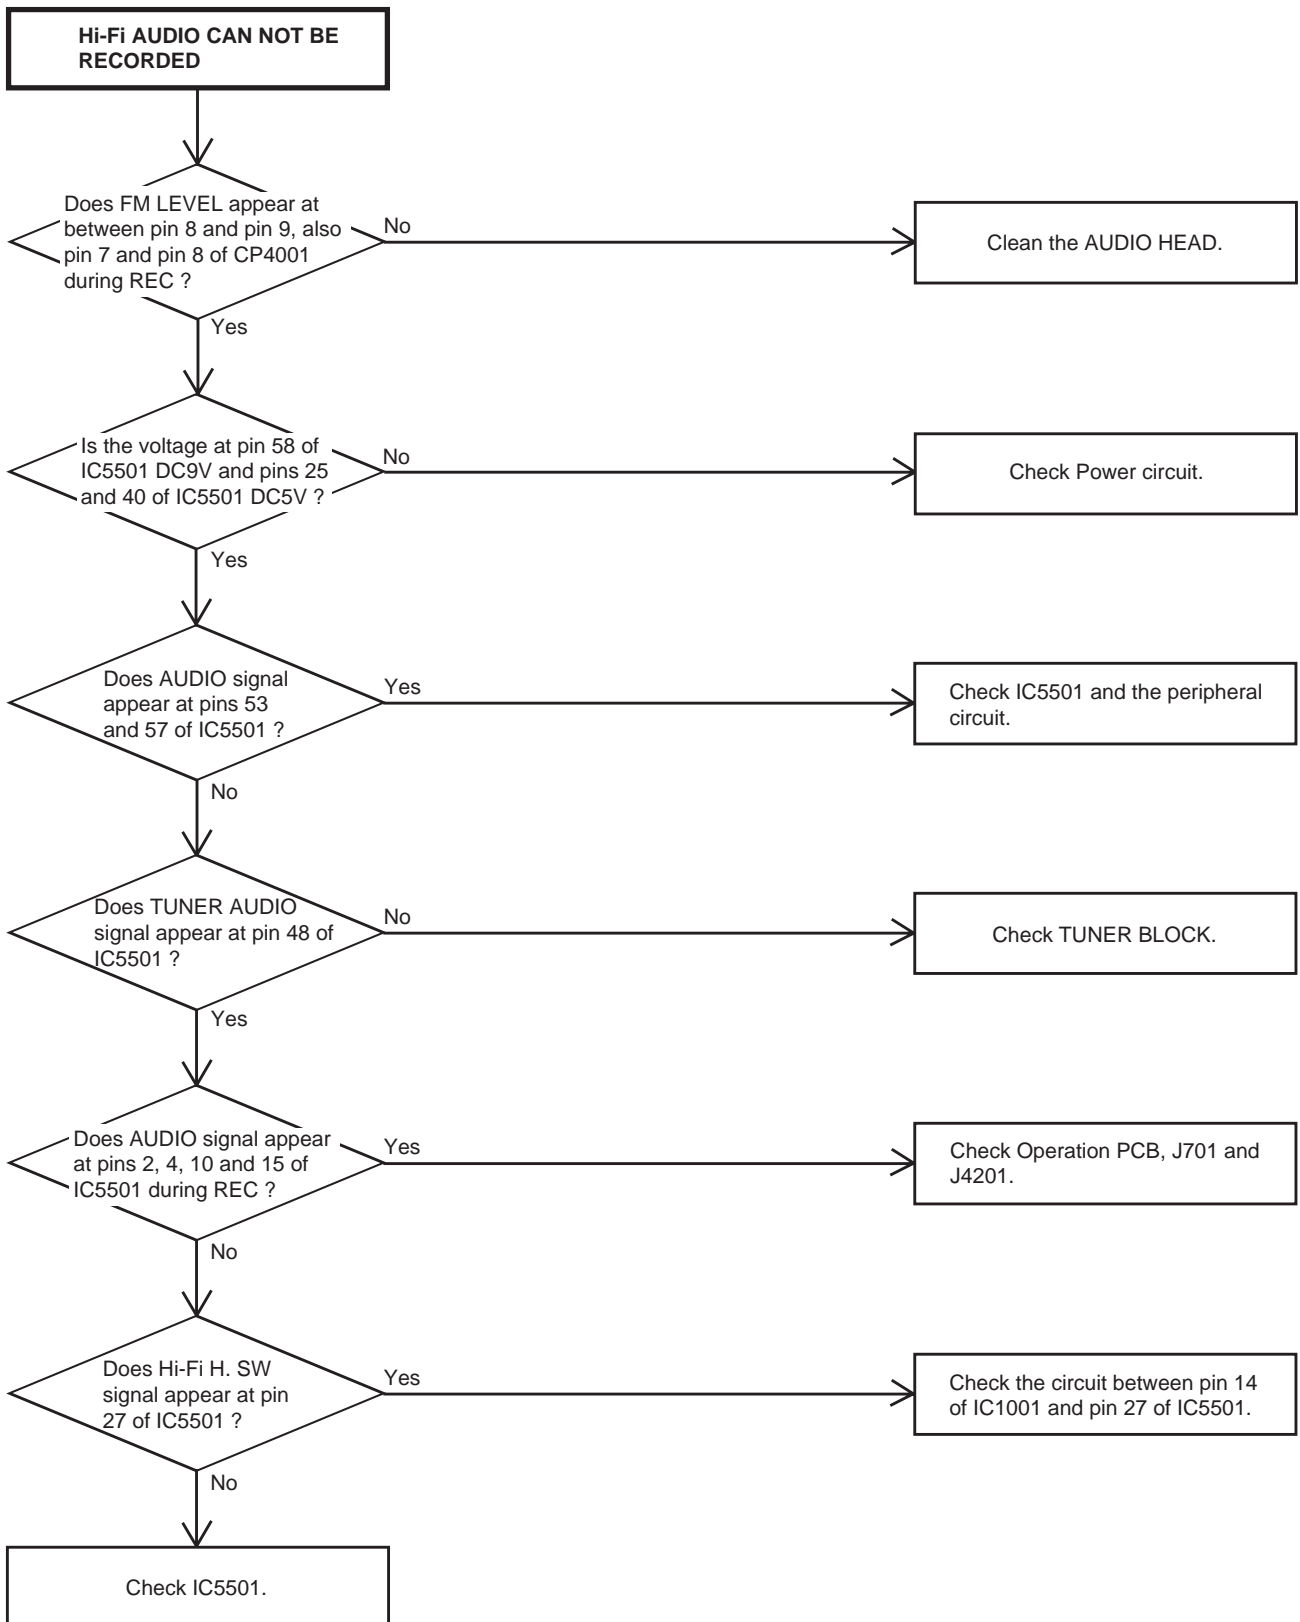 Hi-Fi AUDIO CAN NOT BE
RECORDED
Does FM LEVEL appear at
between pin 8 and pin 9, also
pin 7 and pin 8 of CP4001
during REC ?
No
Clean the AUDIO HEAD.
Yes
Is the voltage at pin 58 of
IC5501 DC9V and pins 25
and 40 of IC5501 DC5V ?
No
Check Power circuit.
Yes
Does AUDIO signal
appear at pins 53
and 57 of IC5501 ?
Yes
Check IC5501 and the peripheral
circuit.
No
Does TUNER AUDIO
signal appear at pin 48 of
IC5501 ?
No
Check TUNER BLOCK.
Yes
Does AUDIO signal appear
at pins 2, 4, 10 and 15 of
IC5501 during REC ?
Yes
Check Operation PCB, J701 and
J4201.
No
Does Hi-Fi H. SW
signal appear at pin
27 of IC5501 ?
Yes
Check the circuit between pin 14
of IC1001 and pin 27 of IC5501.
No
Check IC5501.